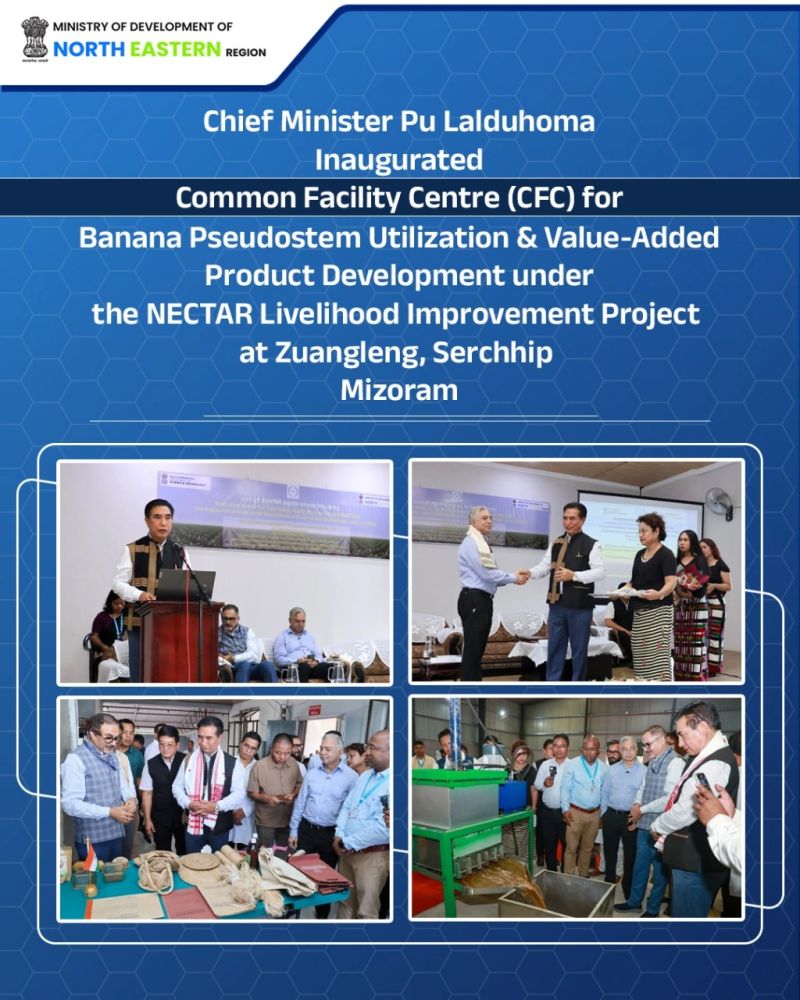 MINISTRY OF DEVELOPMENT OF
NORTH EASTERN REGION
Chief Minister Pu Lalduhoma
Inaugurated
Common Facility Centre (CFC) for
Banana Pseudostem Utilization & Value-Added
Product Development under
the NECTAR Livelihood Improvement Project
at Zuangleng, Serchhip
Mizoram